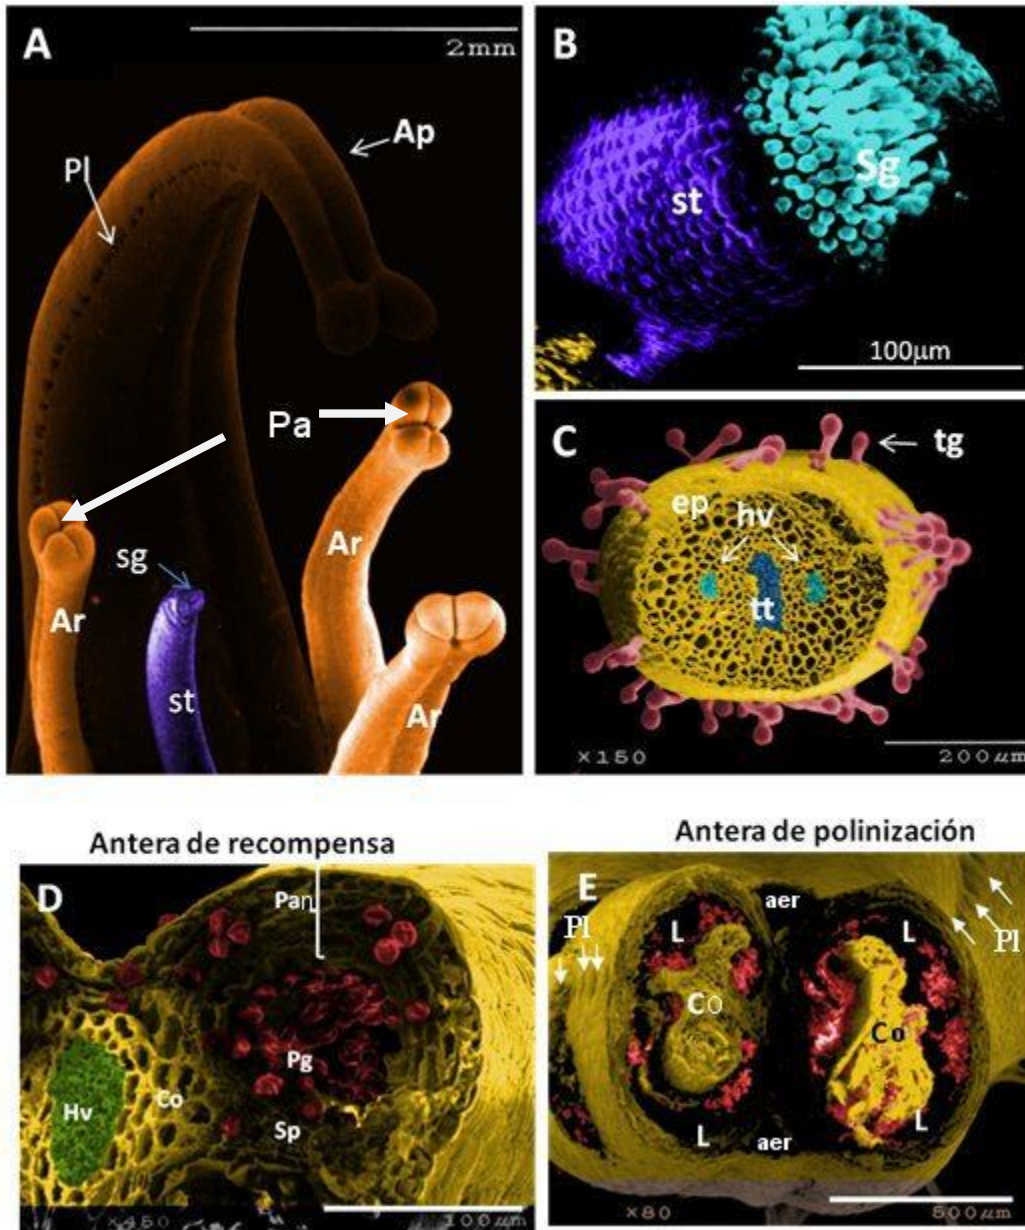 A
2mm
Ap
Pl
Pa
Ar
sg
Ar
st
Ar
B
st
Sg
100µm
C
tg
ep
hv
tt
×150
200µm
Antera de recompensa
D
Pan
Pg
Hv
Co
Sp
×450
100µm
Antera de polinización
E
aer
Pl
L
L
Pl
Co
Co
L
L
aer
×80
500µm